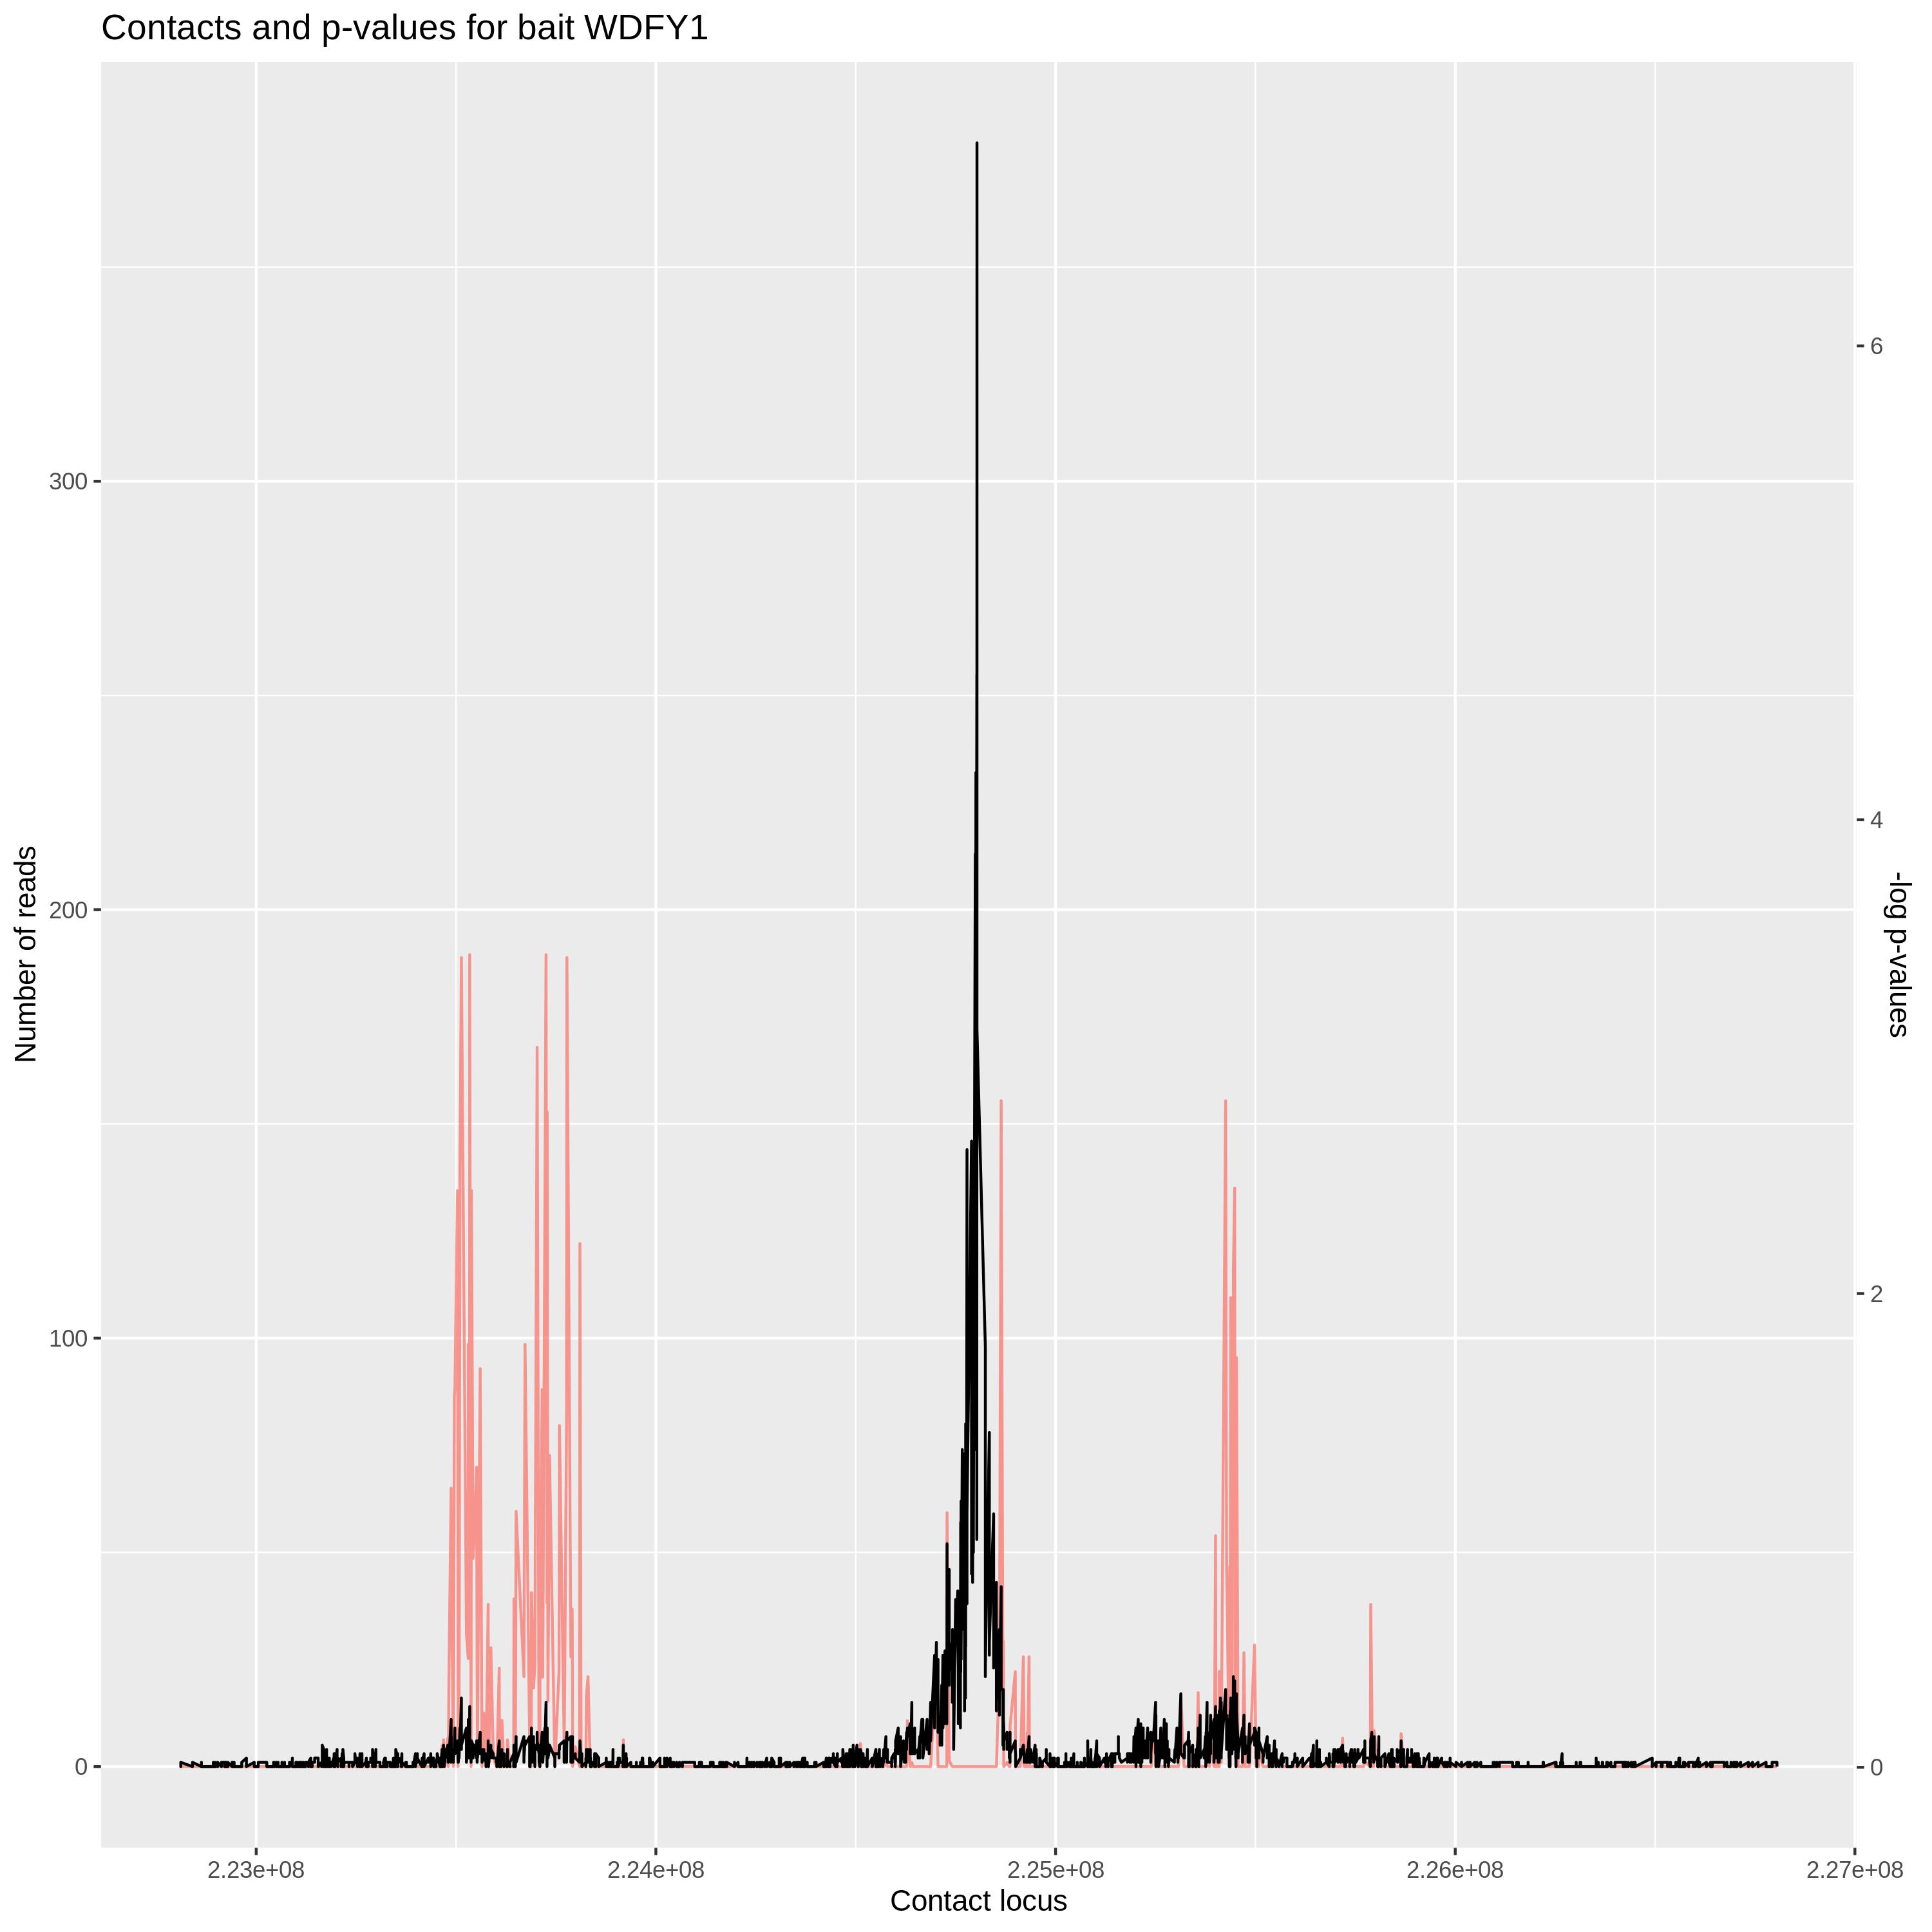 Contacts and p-values for bait WDFY1
Number of reads
300
200
100
0
6
4
2
0
-log p-values
2.23e+08
2.24e+08
2.25e+08
2.26e+08
2.27e+08
Contact locus